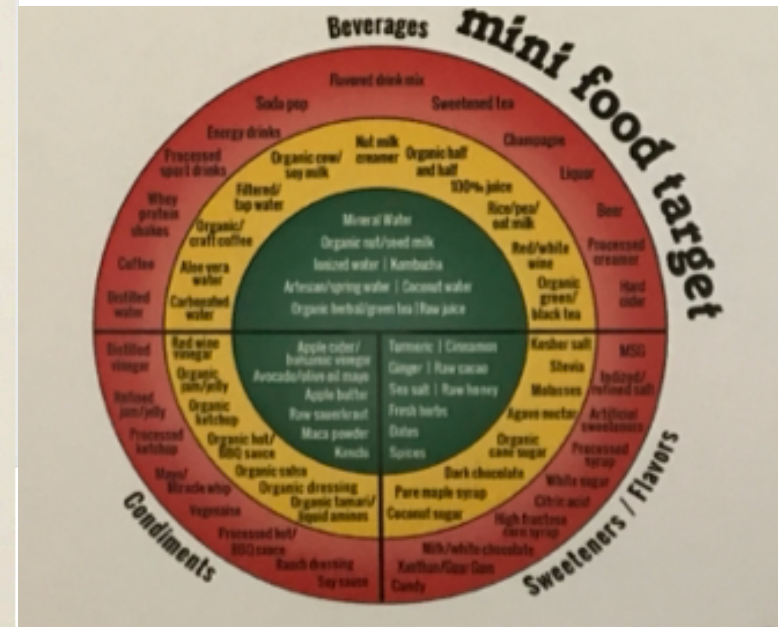 Beverages
mini food target
Flavored drink mix
Soda pop
Sweetened tea
Energy drinks
Champagne
Processed
sport drinks
Liquor
Whey
protein
shakes
Beer
Coffee
Processed
creamer
Distilled
water
Hard
cider
Nut milk
creamer
Organic cow/
soy milk
Organic half
and half
Filtered/
tap water
100% juice
Organic/
craft coffee
Rice/pea/
oat milk
Aloe vera
water
Red/white
wine
Carbonated
water
Organic
green/
black tea
Mineral Water
Organic nut/seed milk
Ionized water | Kombucha
Artesian/spring water | Coconut water
Organic herbal/green tea | Raw juice
Distilled
vinegar
Refined
jam/jelly
Processed
ketchup
Mayo/
Miracle whip
Vegenaise
Processed hot/
BBQ sauce
Ranch dressing
Soy sauce
Red wine
vinegar
Organic
jam/jelly
Organic
ketchup
Organic hot/
BBQ sauce
Organic salsa
Organic dressing
Organic tamari/
liquid aminos
Apple cider/
balsamic vinegar
Avocado/olive oil mayo
Apple butter
Raw sauerkraut
Maca powder
Turmeric | Cinnamon
Ginger | Raw cacao
Sea salt | Raw honey
Fresh herbs
Dates
Spices
Kosher salt
Stevia
Molasses
Agave nectar
Organic
cane sugar
Dark chocolate
Pure maple syrup
Coconut sugar
MSG
Iodized/
refined salt
Artificial
sweeteners
Processed
syrup
White sugar
Citric acid
High fructose
corn syrup
Milk/white chocolate
Xanthan/Guar Gum
Candy
Condiments
Sweeteners / Flavors